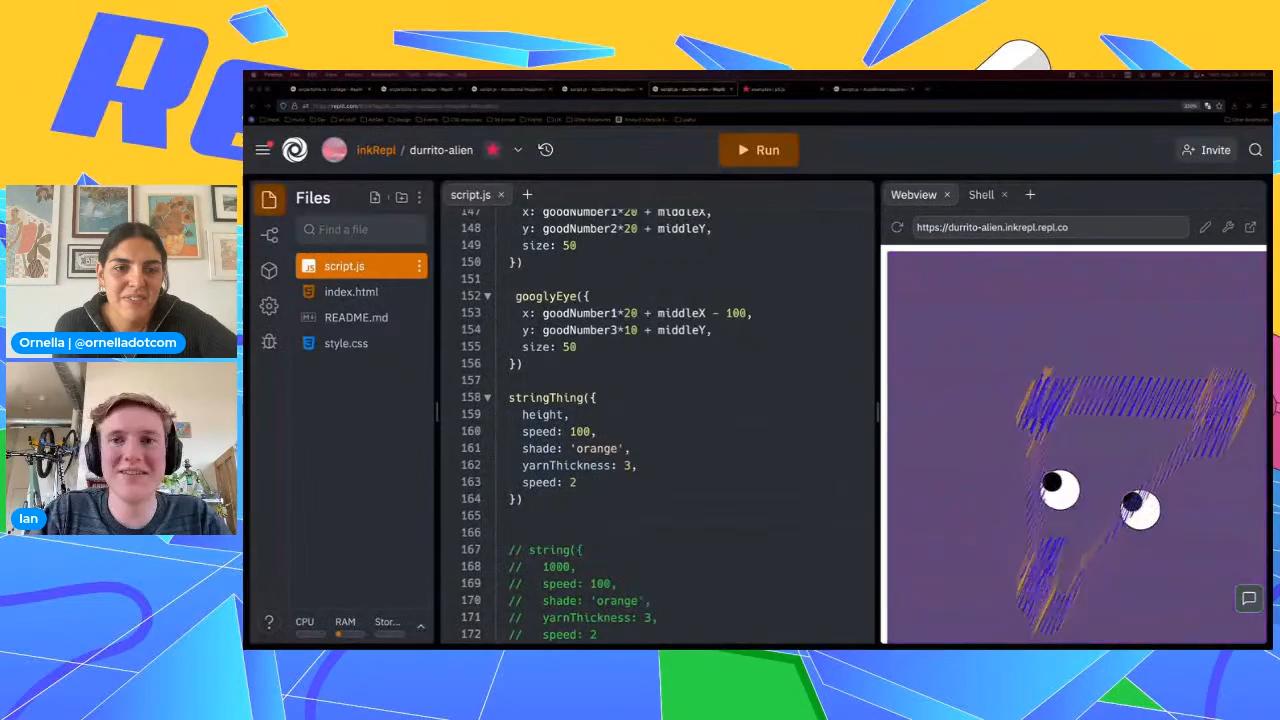 Re
inkRepl / durrito-alien
Run
Invite
Files
Find a file
script.js
index.html
README.md
style.css
CPU
RAM
Stor...
script.js
147 x: goodNumber1*20 + middleX,
148 y: goodNumber2*20 + middleY,
149 size: 50
150 })
151
152 googlyEye({
153 x: goodNumber1*20 + middleX - 100,
154 y: goodNumber3*10 + middleY,
155 size: 50
156 })
157
158 stringThing({
159 height,
160 speed: 100,
161 shade: 'orange',
162 yarnThickness: 3,
163 speed: 2
164 })
165
166
167 // string({
168 // 1000,
169 // speed: 100,
170 // shade: 'orange',
171 // yarnThickness: 3,
172 // speed: 2
Webview
Shell
https://durrito-alien.inkrepl.repl.co
Ornella | @ornelladotcom
Ian